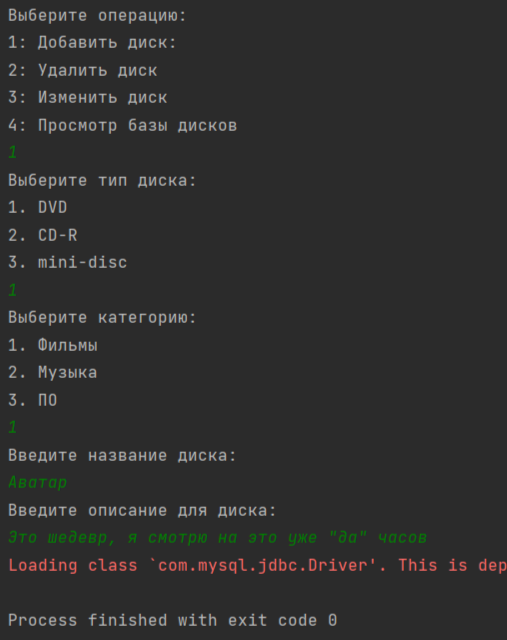 Выберите операцию:
1: Добавить диск:
2: Удалить диск
3: Изменить диск
4: Просмотр базы дисков
1
Выберите тип диска:
1. DVD
2. CD-R
3. mini-disc
1
Выберите категорию:
1. Фильмы
2. Музыка
3. ПО
1
Введите название диска:
Аватар
Введите описание для диска:
Это шедевр, я смотрю на это уже "да" часов
Loading class `com.mysql.jdbc.Driver'. This is dep
Process finished with exit code 0